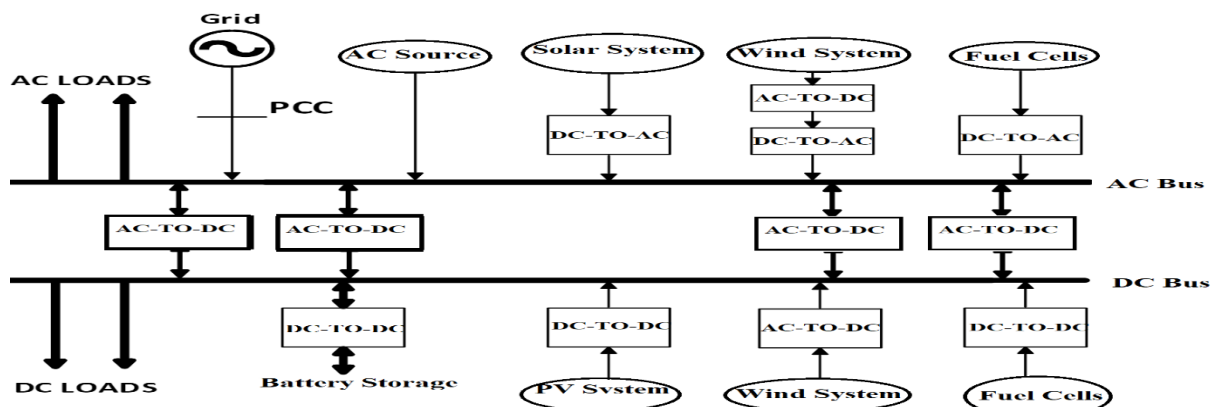 Grid
AC Source
Solar System
Wind System
Fuel Cells
AC LOADS
PCC
AC-TO-DC
DC-TO-AC
DC-TO-AC
DC-TO-AC
AC Bus
AC-TO-DC
AC-TO-DC
AC-TO-DC
AC-TO-DC
DC Bus
DC-TO-DC
DC-TO-DC
AC-TO-DC
DC-TO-DC
DC LOADS
Battery Storage
PV System
Wind System
Fuel Cells